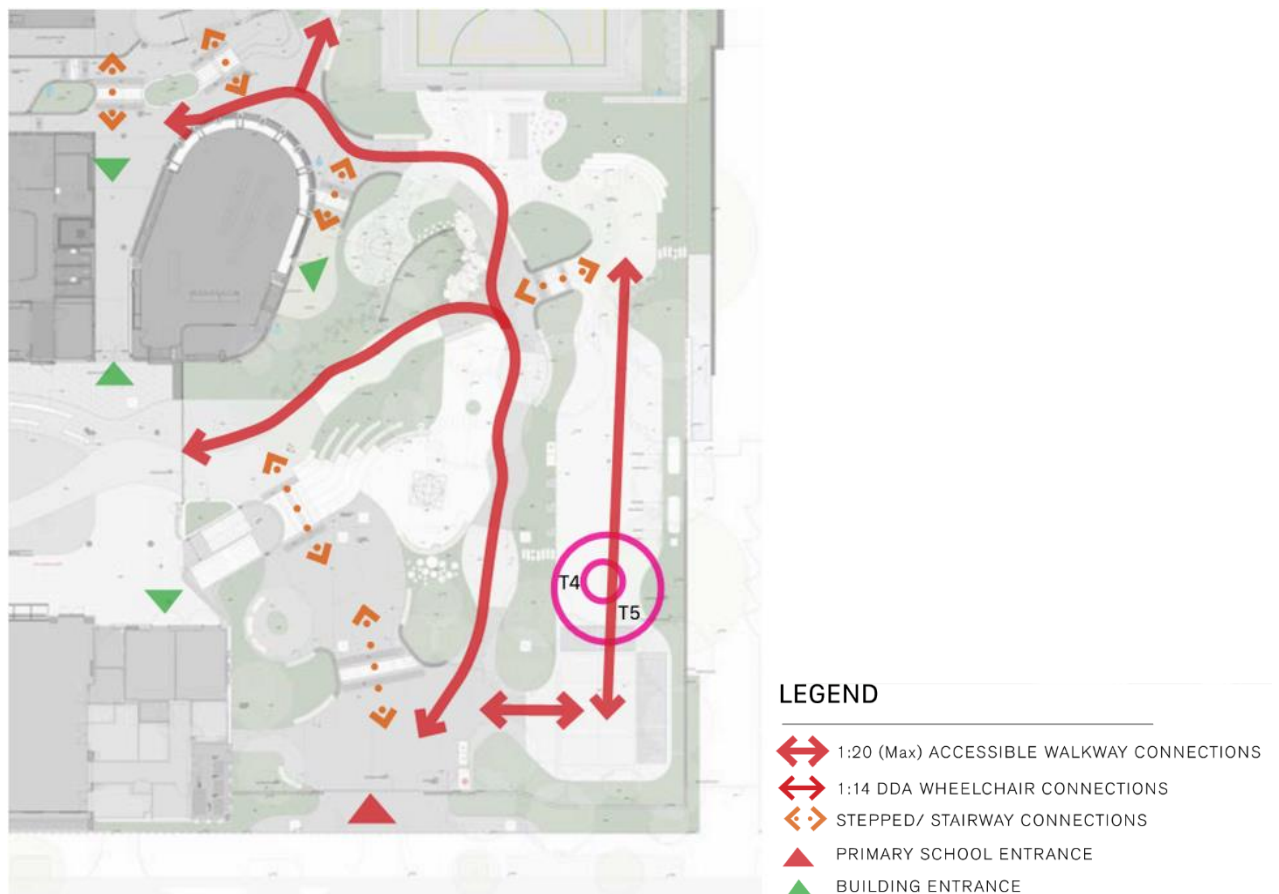 T4
T5
LEGEND
1:20 (Max) ACCESSIBLE WALKWAY CONNECTIONS
1:14 DDA WHEELCHAIR CONNECTIONS
STEPPED/ STAIRWAY CONNECTIONS
PRIMARY SCHOOL ENTRANCE
BUILDING ENTRANCE